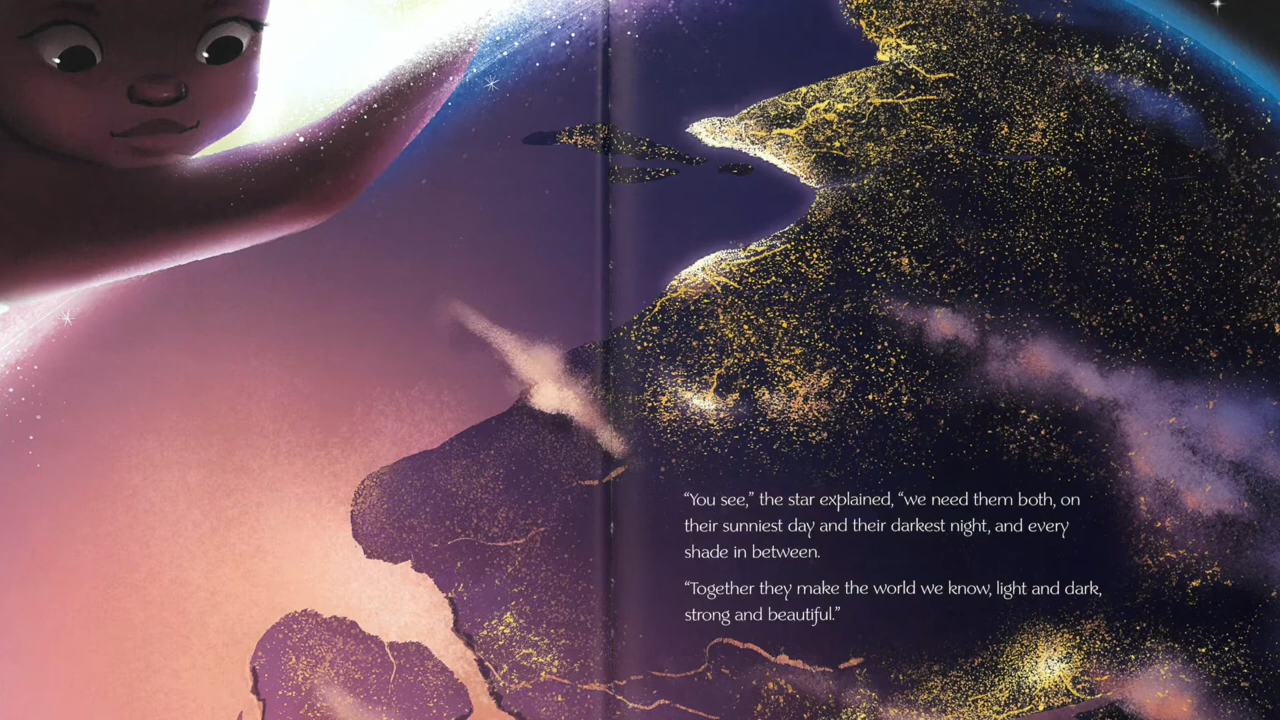 “You see,” the star explained, “we need them both, on
their sunniest day and their darkest night, and every
shade in between.
“Together they make the world we know, light and dark,
strong and beautiful.”